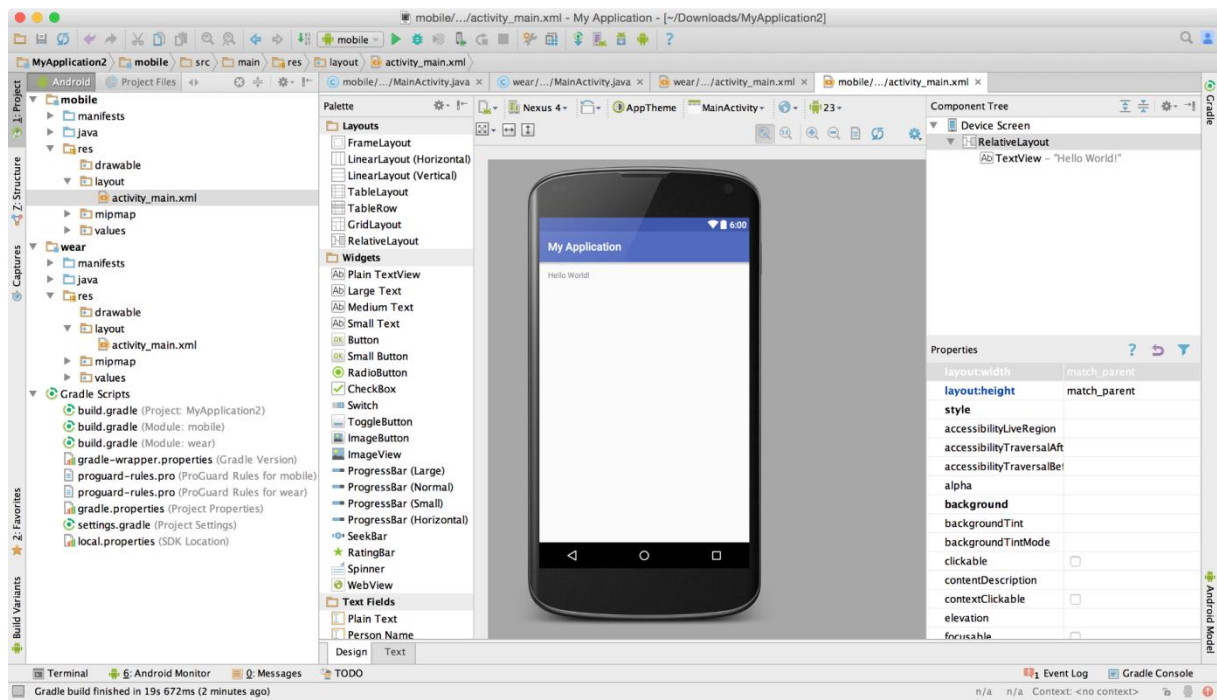 mobile/.../activity_main.xml - My Application - [~/Downloads/MyApplication2]
mobile
MyApplication2 mobile src main res layout activity_main.xml
Android Project Files
mobile/.../MainActivity.java
wear/.../MainActivity.java
wear/.../activity_main.xml
mobile/.../activity_main.xml
1: Project
Z: Structure
Captures
2: Favorites
Build Variants
mobile
manifests
java
res
drawable
layout
activity_main.xml
mipmap
values
wear
manifests
java
res
drawable
layout
activity_main.xml
mipmap
values
Gradle Scripts
build.gradle (Project: MyApplication2)
build.gradle (Module: mobile)
build.gradle (Module: wear)
gradle-wrapper.properties (Gradle Version)
proguard-rules.pro (ProGuard Rules for mobile)
proguard-rules.pro (ProGuard Rules for wear)
gradle.properties (Project Properties)
settings.gradle (Project Settings)
local.properties (SDK Location)
Palette
Layouts
FrameLayout
LinearLayout (Horizontal)
LinearLayout (Vertical)
TableLayout
TableRow
GridLayout
RelativeLayout
Widgets
Ab Plain TextView
Ab Large Text
Ab Medium Text
Ab Small Text
OK Button
OK Small Button
RadioButton
CheckBox
Switch
ToggleButton
ImageButton
ImageView
ProgressBar (Large)
ProgressBar (Normal)
ProgressBar (Small)
ProgressBar (Horizontal)
SeekBar
RatingBar
Spinner
WebView
Text Fields
Plain Text
Person Name
Nexus 4 AppTheme MainActivity 23
6:00
My Application
Hello World!
Design Text
Component Tree
Device Screen
RelativeLayout
Ab TextView - "Hello World!"
Properties
layout:width match_parent
layout:height match_parent
style
accessibilityLiveRegion
accessibilityTraversalAft
accessibilityTraversalBef
alpha
background
backgroundTint
backgroundTintMode
clickable
contentDescription
contextClickable
elevation
focusable
Gradle
Android Model
Terminal 6: Android Monitor 0: Messages TODO
1 Event Log Gradle Console
Gradle build finished in 19s 672ms (2 minutes ago)
n/a n/a Context: <no context>